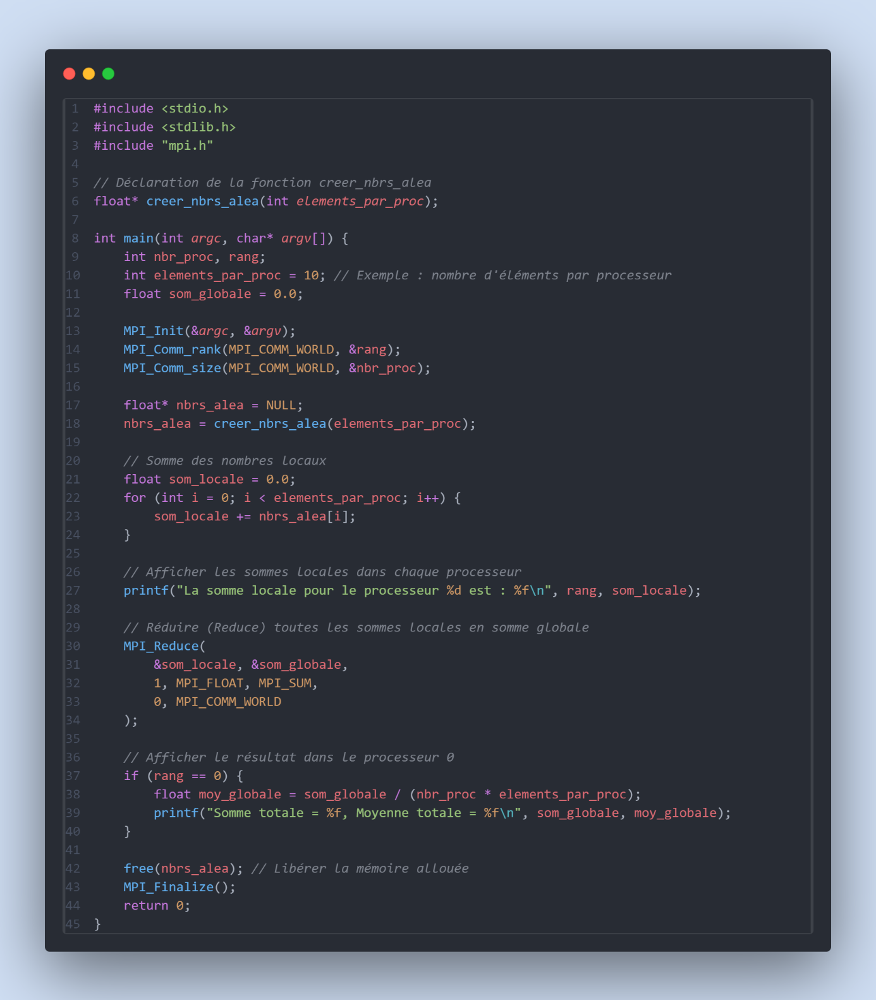 1 #include <stdio.h>
2 #include <stdlib.h>
3 #include "mpi.h"
4
5 // Déclaration de la fonction creer_nbrs_alea
6 float* creer_nbrs_alea(int elements_par_proc);
7
8 int main(int argc, char* argv[]) {
9     int nbr_proc, rang;
10     int elements_par_proc = 10; // Exemple : nombre d'éléments par processeur
11     float som_globale = 0.0;
12
13     MPI_Init(&argc, &argv);
14     MPI_Comm_rank(MPI_COMM_WORLD, &rang);
15     MPI_Comm_size(MPI_COMM_WORLD, &nbr_proc);
16
17     float* nbrs_alea = NULL;
18     nbrs_alea = creer_nbrs_alea(elements_par_proc);
19
20     // Somme des nombres locaux
21     float som_locale = 0.0;
22     for (int i = 0; i < elements_par_proc; i++) {
23         som_locale += nbrs_alea[i];
24     }
25
26     // Afficher les sommes locales dans chaque processeur
27     printf("La somme locale pour le processeur %d est : %f\n", rang, som_locale);
28
29     // Réduire (Reduce) toutes les sommes locales en somme globale
30     MPI_Reduce(
31         &som_locale, &som_globale,
32         1, MPI_FLOAT, MPI_SUM,
33         0, MPI_COMM_WORLD
34     );
35
36     // Afficher le résultat dans le processeur 0
37     if (rang == 0) {
38         float moy_globale = som_globale / (nbr_proc * elements_par_proc);
39         printf("Somme totale = %f, Moyenne totale = %f\n", som_globale, moy_globale);
40     }
41
42     free(nbrs_alea); // Libérer la mémoire allouée
43     MPI_Finalize();
44     return 0;
45 }